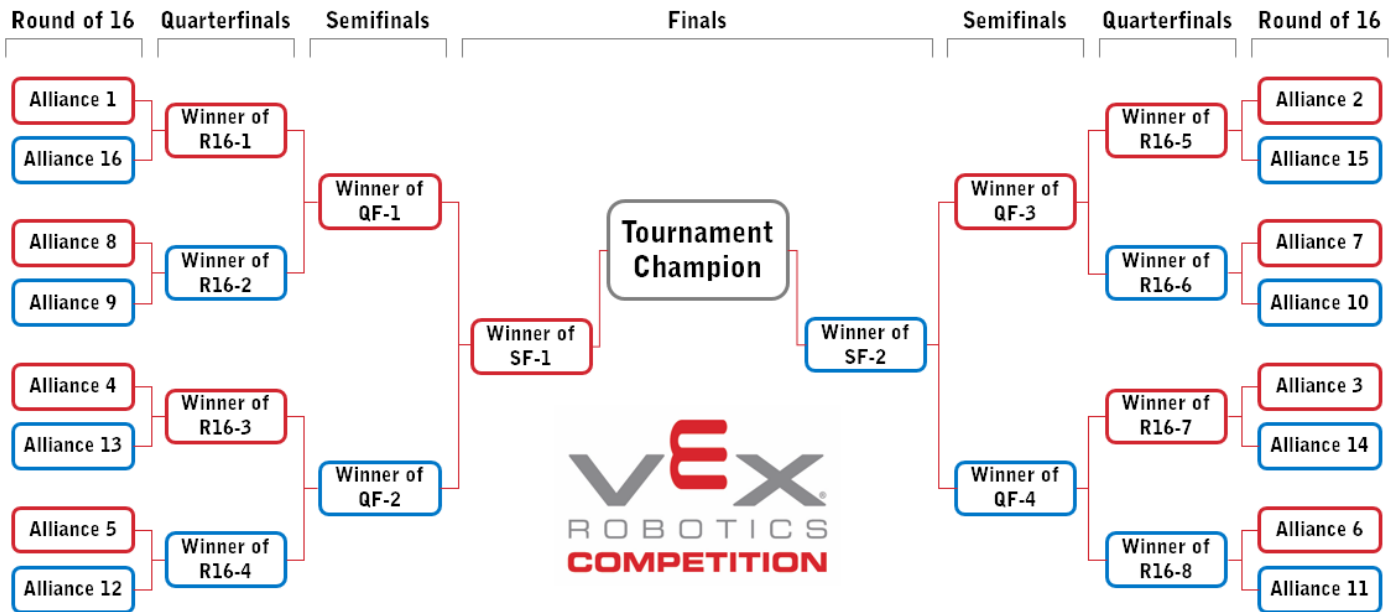 Round of 16
Quarterfinals
Semifinals
Finals
Semifinals
Quarterfinals
Round of 16
Alliance 1
Alliance 16
Alliance 8
Alliance 9
Alliance 4
Alliance 13
Alliance 5
Alliance 12
Winner of
R16-1
Winner of
R16-2
Winner of
R16-3
Winner of
R16-4
Winner of
QF-1
Winner of
QF-2
Winner of
SF-1
Tournament
Champion
Winner of
SF-2
Winner of
QF-3
Winner of
QF-4
Winner of
R16-5
Winner of
R16-6
Winner of
R16-7
Winner of
R16-8
Alliance 2
Alliance 15
Alliance 7
Alliance 10
Alliance 3
Alliance 14
Alliance 6
Alliance 11
VEX®
ROBOTICS
COMPETITION